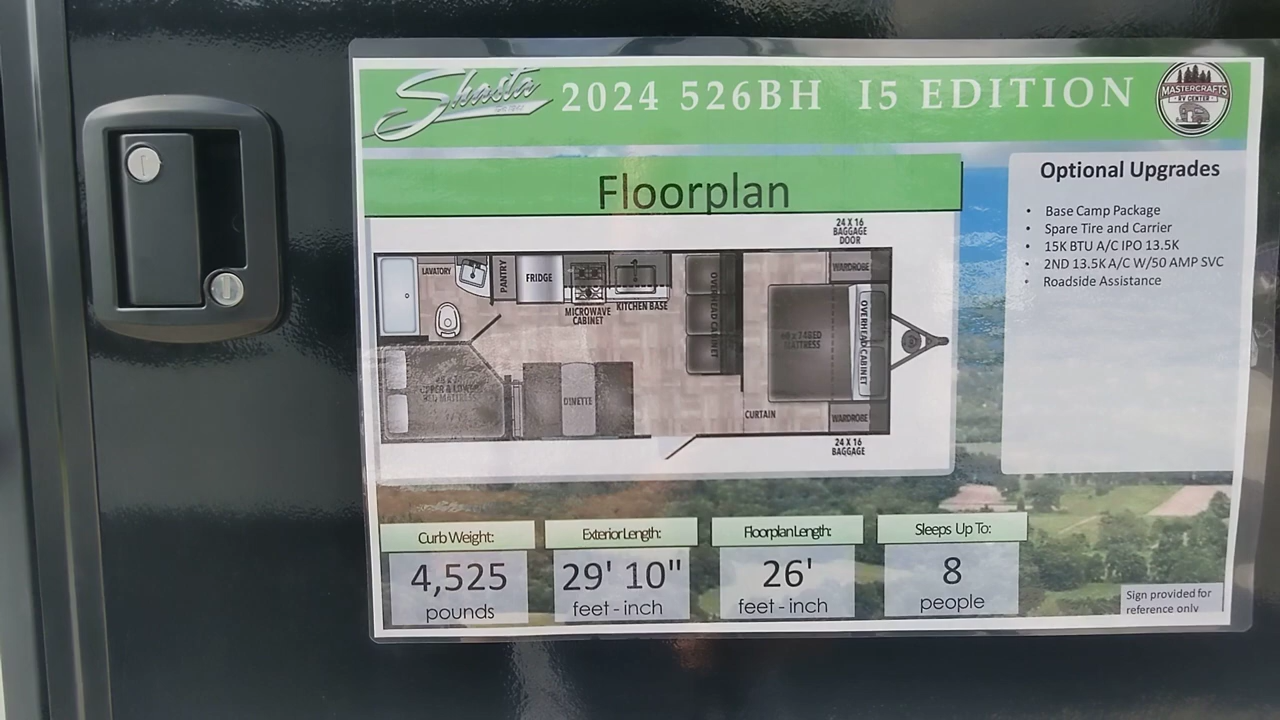 Shasta 2024 526BH I5 EDITION
MASTERCRAFTS
RV CENTER
Floorplan
24 X 16
BAGGAGE
DOOR
LAVATORY
PANTRY
FRIDGE
MICROWAVE
CABINET
KITCHEN BASE
OVERHEAD CABINET
WARDROBE
BED
MATTRESS
OVERHEAD CABINET
UPPER & LOWER
MATTRESS
DINETTE
CURTAIN
WARDROBE
24 X 16
BAGGAGE
Optional Upgrades
• Base Camp Package
• Spare Tire and Carrier
• 15K BTU A/C IPO 13.5K
• 2ND 13.5K A/C W/50 AMP SVC
• Roadside Assistance
Curb Weight:
4,525
pounds
Exterior Length:
29' 10"
feet - inch
Floorplan Length:
26'
feet - inch
Sleeps Up To:
8
people
Sign provided for
reference only